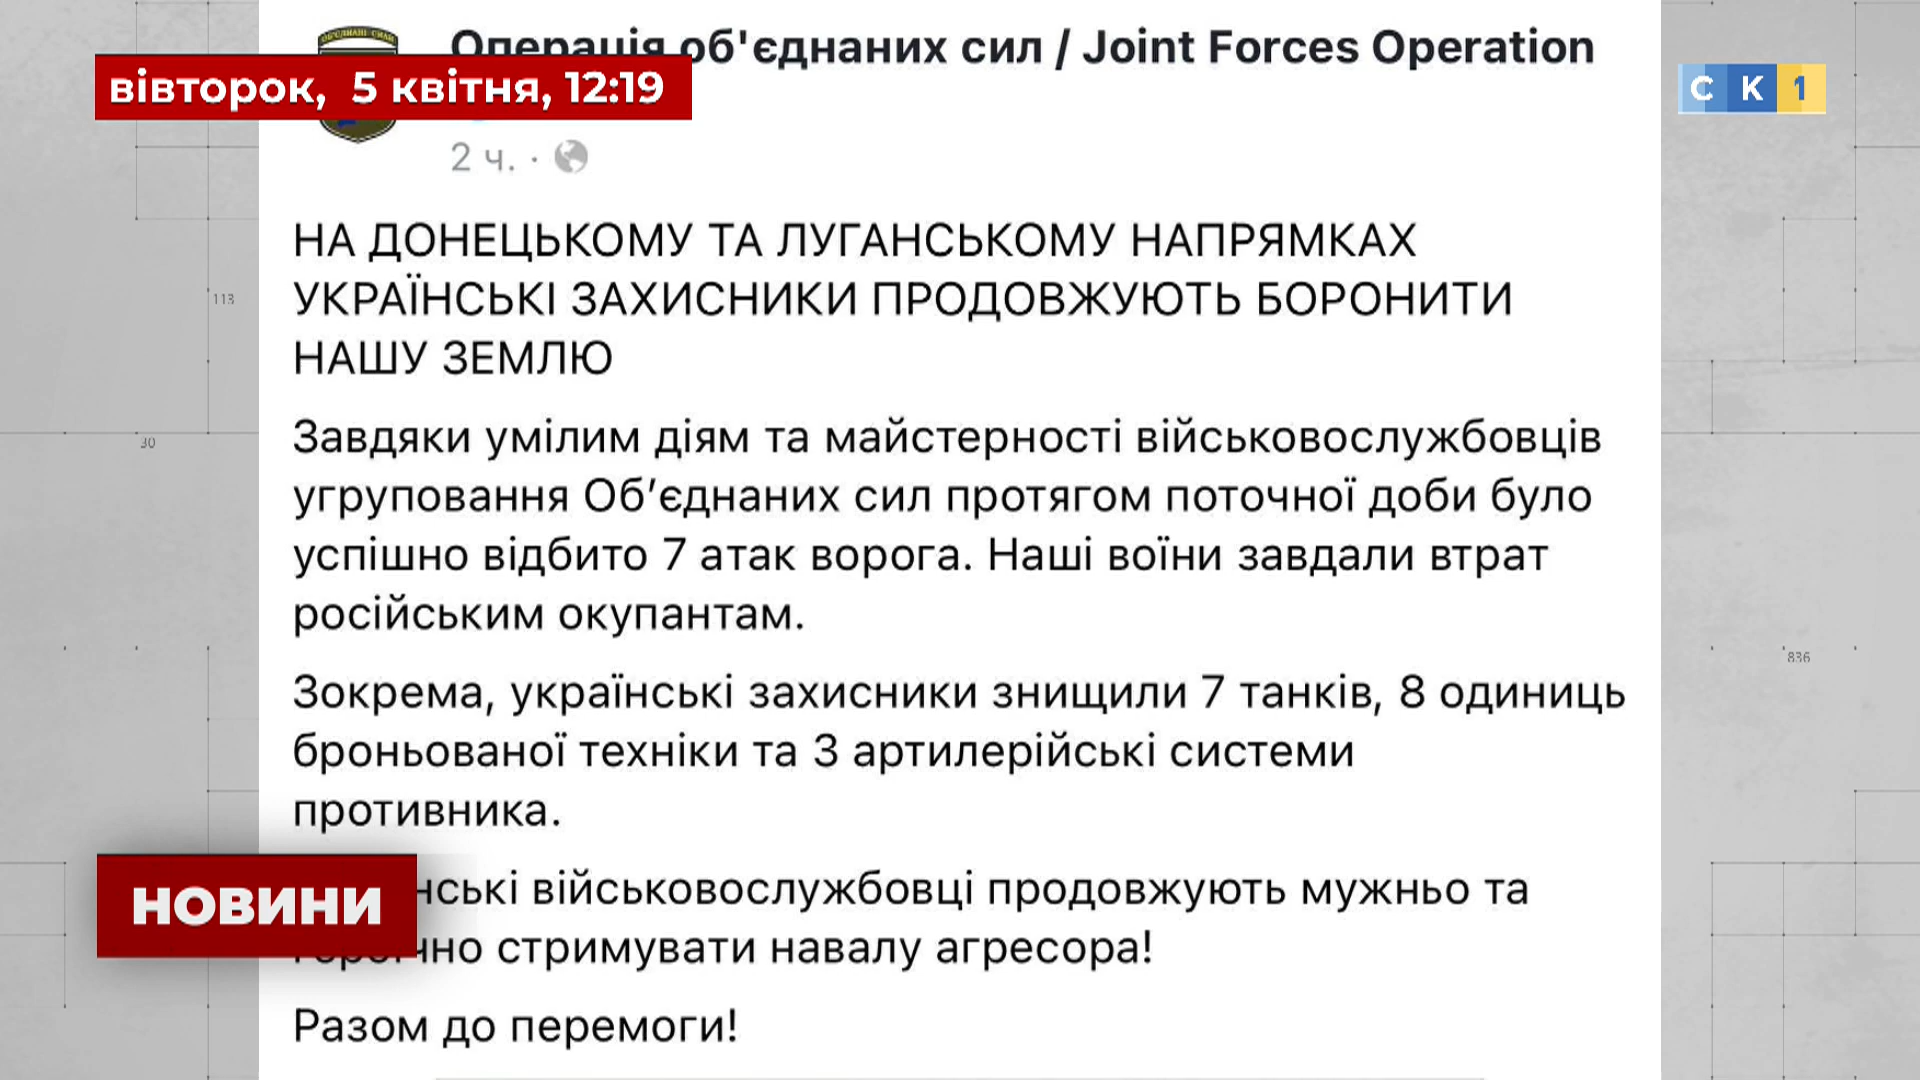 ОБ'ЄДНАНІ СИЛИ
Операція об'єднаних сил / Joint Forces Operation
вівторок, 5 квітня, 12:19
С К 1
2 ч. ·
НА ДОНЕЦЬКОМУ ТА ЛУГАНСЬКОМУ НАПРЯМКАХ
УКРАЇНСЬКІ ЗАХИСНИКИ ПРОДОВЖУЮТЬ БОРОНИТИ
НАШУ ЗЕМЛЮ
113
30
Завдяки умілим діям та майстерності військовослужбовців
угруповання Об’єднаних сил протягом поточної доби було
успішно відбито 7 атак ворога. Наші воїни завдали втрат
російським окупантам.
836
Зокрема, українські захисники знищили 7 танків, 8 одиниць
броньованої техніки та 3 артилерійські системи
противника.
НОВИНИ
військовослужбовці продовжують мужньо та
стримувати навалу агресора!
Разом до перемоги!